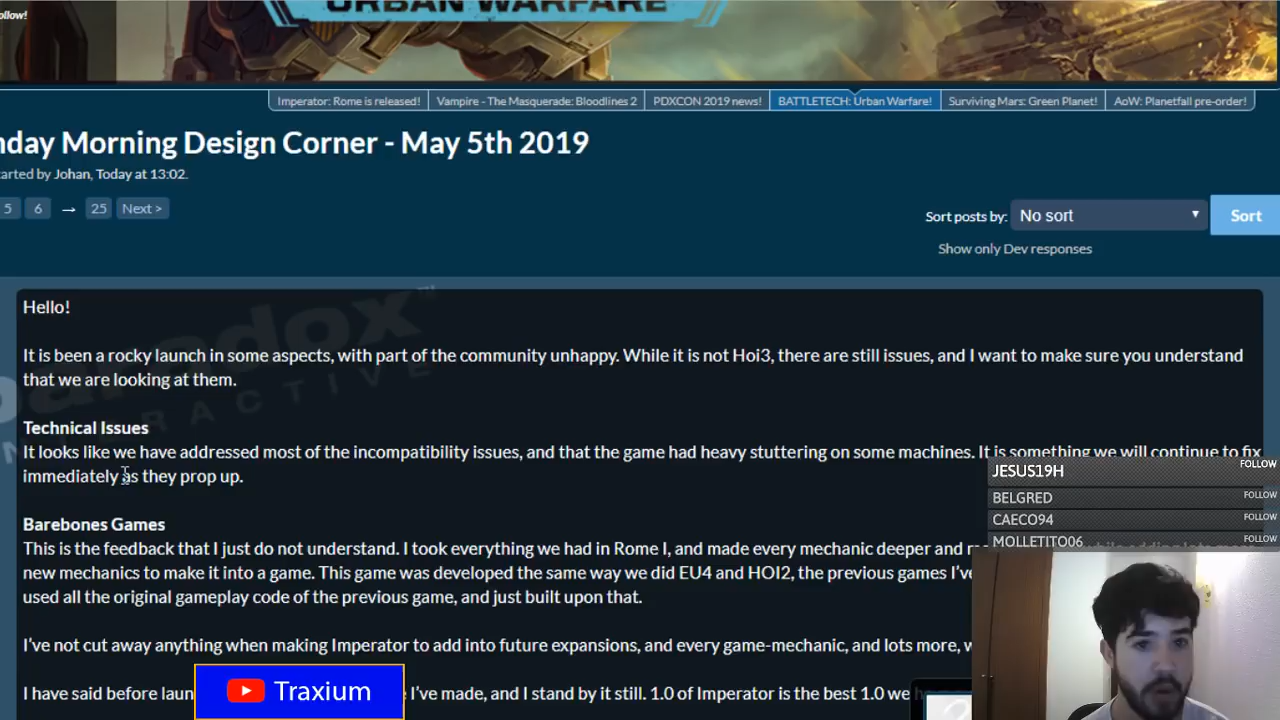 ollow!
URBAN WARFARE
Imperator: Rome is released! Vampire - The Masquerade: Bloodlines 2 PDXCON 2019 news! BATTLETECH: Urban Warfare! Surviving Mars: Green Planet! AoW: Planetfall pre-order!
nday Morning Design Corner - May 5th 2019
arted by Johan, Today at 13:02.
5 6 → 25 Next >
Sort posts by: No sort Sort
Show only Dev responses
paradox
INTERACTIVE
Hello!
It is been a rocky launch in some aspects, with part of the community unhappy. While it is not Hoi3, there are still issues, and I want to make sure you understand
that we are looking at them.
Technical Issues
It looks like we have addressed most of the incompatibility issues, and that the game had heavy stuttering on some machines. It is something we will continue to fix
immediately as they prop up.
Barebones Games
This is the feedback that I just do not understand. I took everything we had in Rome I, and made every mechanic deeper and
new mechanics to make it into a game. This game was developed the same way we did EU4 and HOI2, the previous games I've
used all the original gameplay code of the previous game, and just built upon that.
I've not cut away anything when making Imperator to add into future expansions, and every game-mechanic, and lots more,
I have said before laun I've made, and I stand by it still. 1.0 of Imperator is the best 1.0 we
JESUS19H FOLLOW
BELGRED FOLLOW
CAECO94 FOLLOW
MOLLETITO06 FOLLOW
Traxium